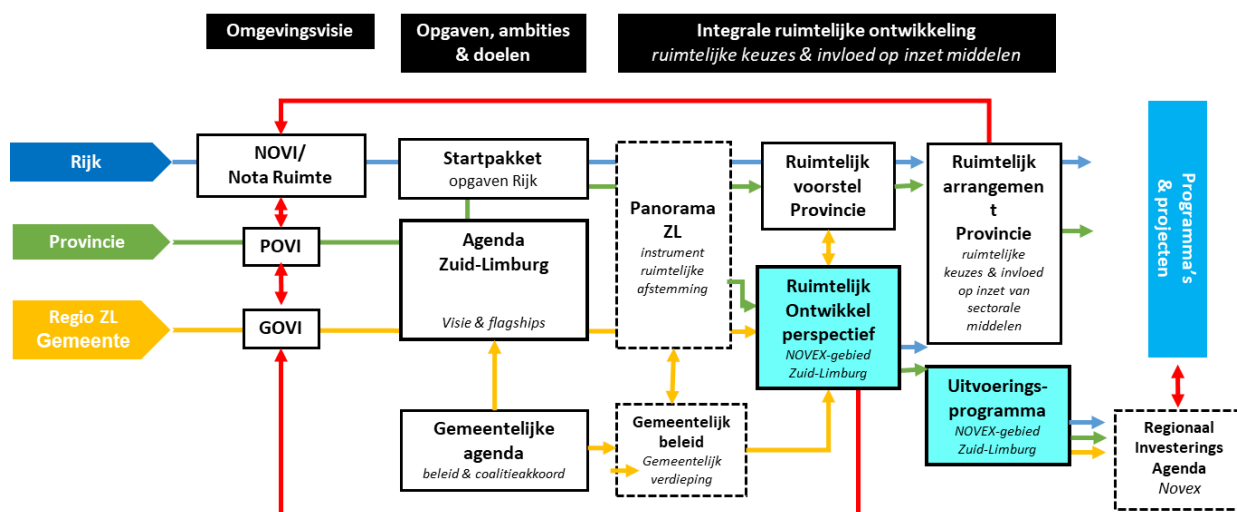 Omgevingsvisie
Opgaven, ambities
& doelen
Integrale ruimtelijke ontwikkeling
ruimtelijke keuzes & invloed op inzet middelen
Rijk
NOVI/
Nota Ruimte
Startpakket
opgaven Rijk
Panorama
ZL
instrument
ruimtelijke
afstemming
Ruimtelijk
voorstel
Provincie
Ruimtelijk
arrangemen
t
Provincie
ruimtelijke
keuzes & invloed
op inzet van
sectorale
middelen
Programma's
& projecten
Provincie
POVI
Agenda
Zuid-Limburg
Visie & flagships
Regio ZL
Gemeente
GOVI
Ruimtelijk
Ontwikkel
perspectief
NOVEX-gebied
Zuid-Limburg
Gemeentelijke
agenda
beleid & coalitieakkoord
Gemeentelijk
beleid
Gemeentelijk
verdieping
Uitvoerings-
programma
NOVEX-gebied
Zuid-Limburg
Regionaal
Investerings
Agenda
Novex